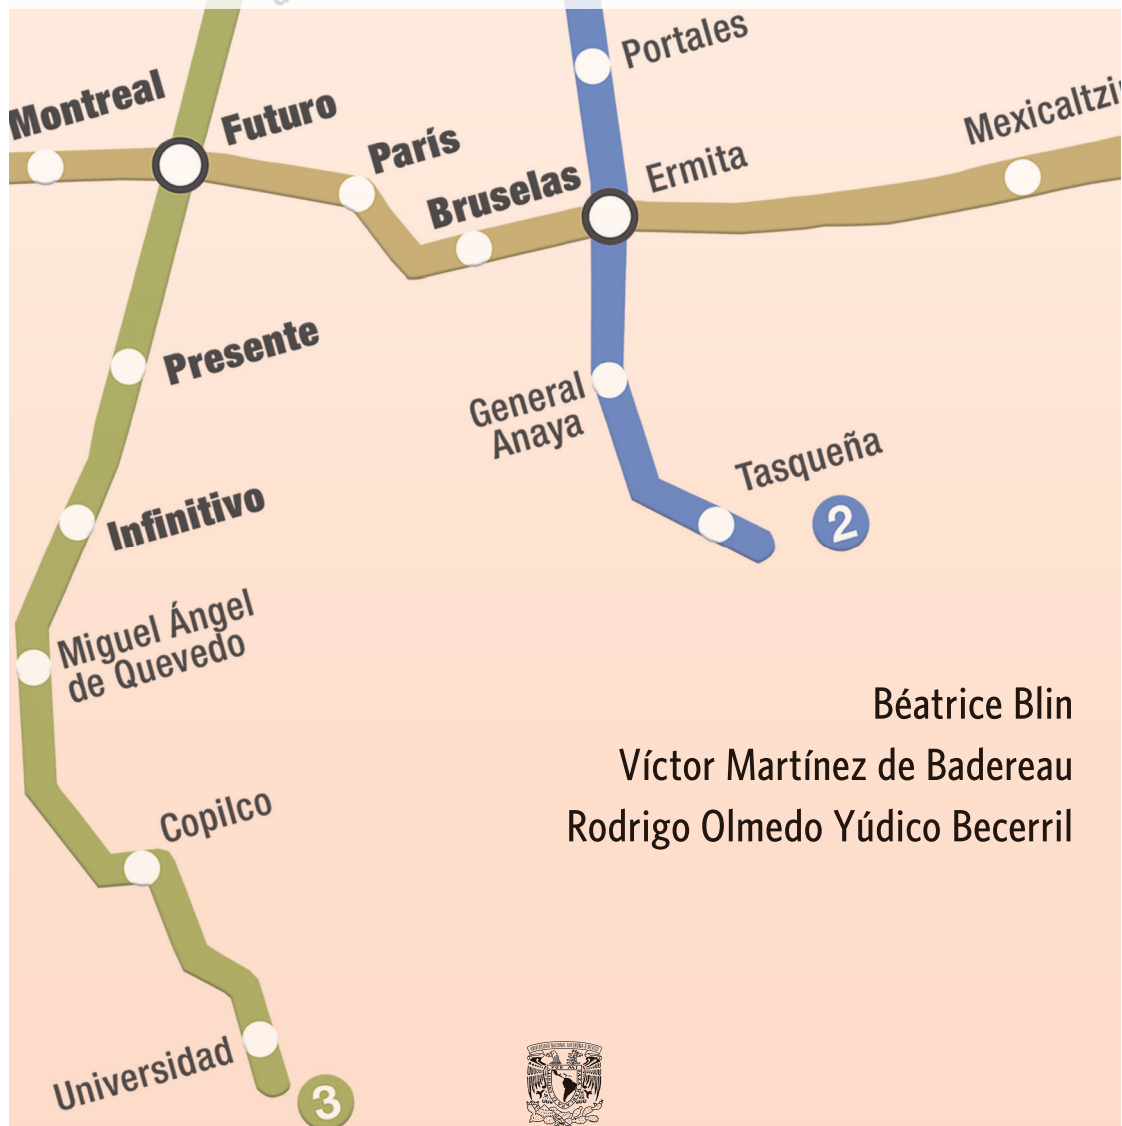 Portales
Montreal
Futuro
París
Mexicaltzi
Ermita
Bruselas
Presente
General
Anaya
Tasqueña
2
Infinitivo
Miguel Ángel
de Quevedo
Béatrice Blin
Víctor Martínez de Badereau
Copilco
Rodrigo Olmedo Yúdico Becerril
Universidad
3